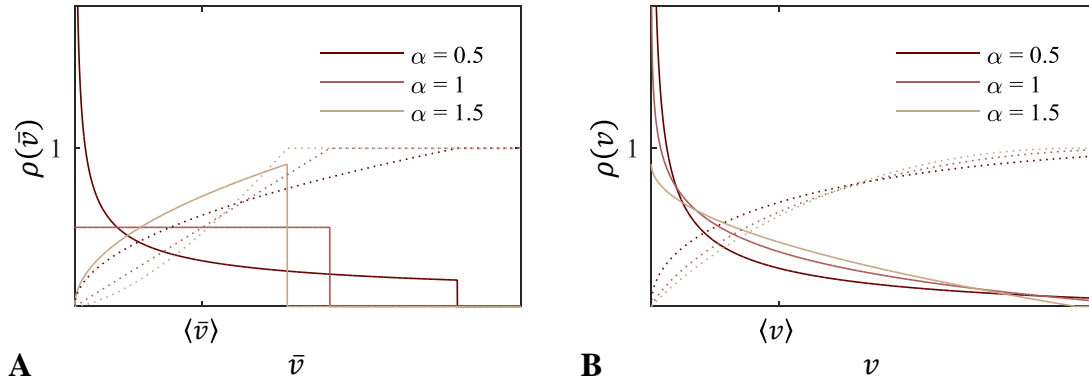 α = 0.5
α = 1
α = 1.5
ρ(v̄)
1
⟨v̄⟩
A
v̄
α = 0.5
α = 1
α = 1.5
ρ(v)
1
⟨v⟩
B
v